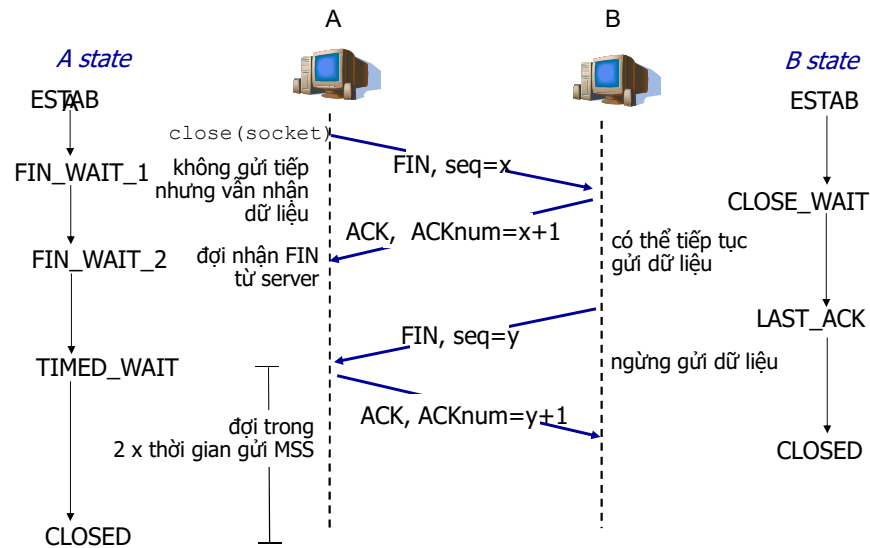 A
B
A state
B state
ESTAB
A
ESTAB
close(socket)
FIN, seq=x
FIN_WAIT_1
không gửi tiếp
nhưng vẫn nhận
dữ liệu
CLOSE_WAIT
ACK, ACKnum=x+1
có thể tiếp tục
gửi dữ liệu
FIN_WAIT_2
đợi nhận FIN
từ server
LAST_ACK
FIN, seq=y
TIMED_WAIT
ngừng gửi dữ liệu
ACK, ACKnum=y+1
đợi trong
2 x thời gian gửi MSS
CLOSED
CLOSED